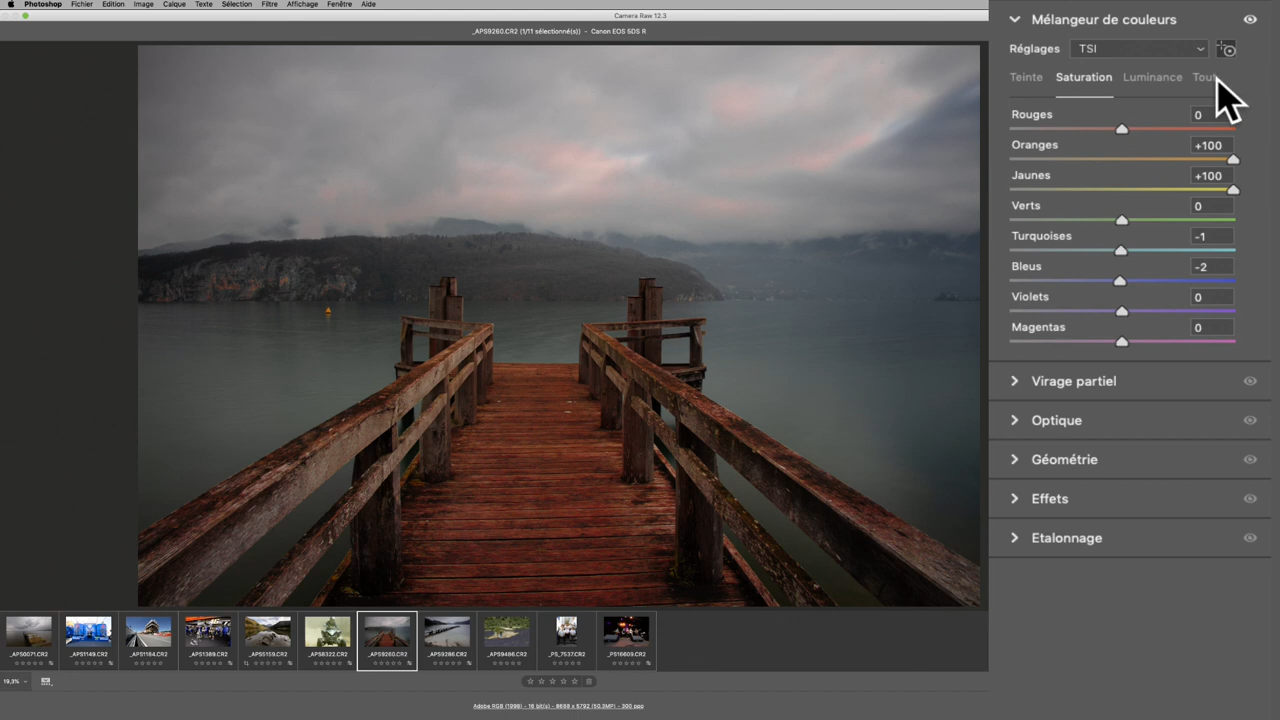 Photoshop Fichier Edition Image Calque Texte Sélection Filtre Affichage Fenêtre Aide
Camera Raw 12.3
_APS9260.CR2 (1/11 sélectionné(s)) - Canon EOS 5DS R
Mélangeur de couleurs
Réglages TSI
Teinte Saturation Luminance Tout
Rouges 0
Oranges +100
Jaunes +100
Verts 0
Turquoises -1
Bleus -2
Violets 0
Magentas 0
Virage partiel
Optique
Géométrie
Effets
Etalonnage
_APS0071.CR2 _APS1149.CR2 _APS1184.CR2 _APS1389.CR2 _APS5159.CR2 _APS8322.CR2 _APS9260.CR2 _APS9286.CR2 _APS9486.CR2 _PS_7537.CR2 _PS16609.CR2
19,3%
Adobe RGB (1998) - 16 bit(s) - 8688 x 5792 (50,3MP) - 300 ppp